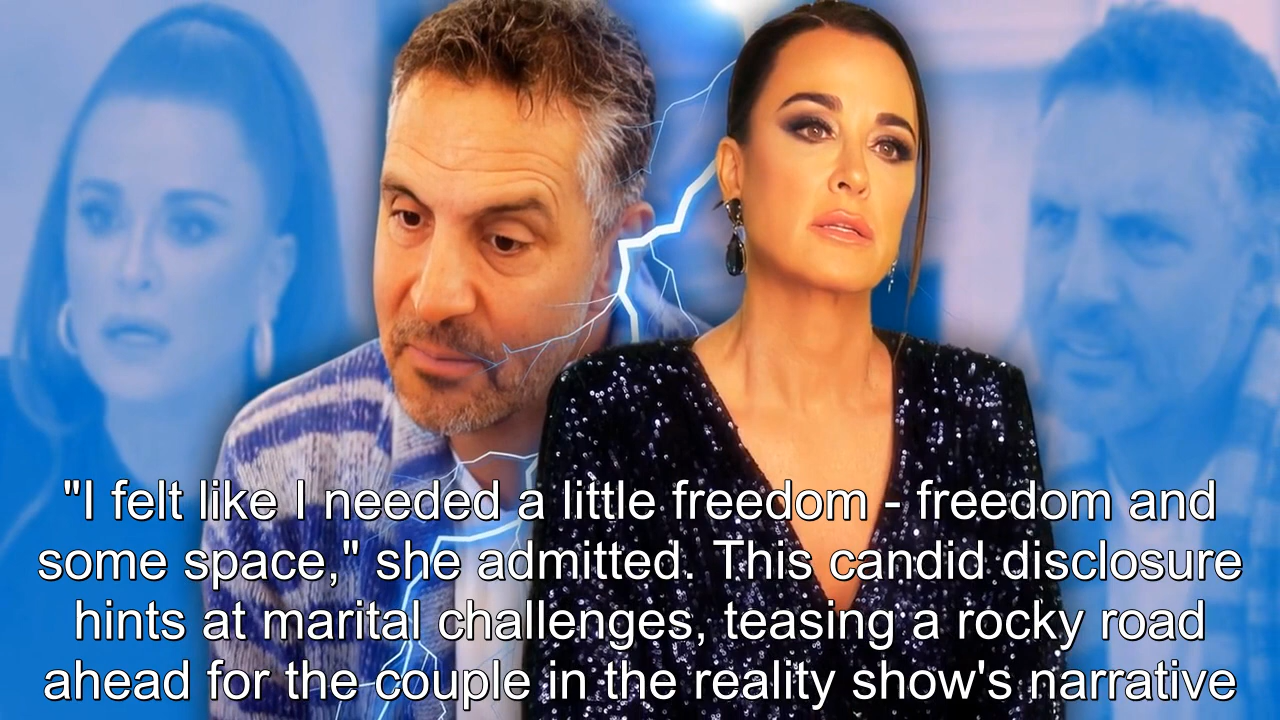 "I felt like I needed a little freedom - freedom and
some space," she admitted. This candid disclosure
hints at marital challenges, teasing a rocky road
ahead for the couple in the reality show's narrative